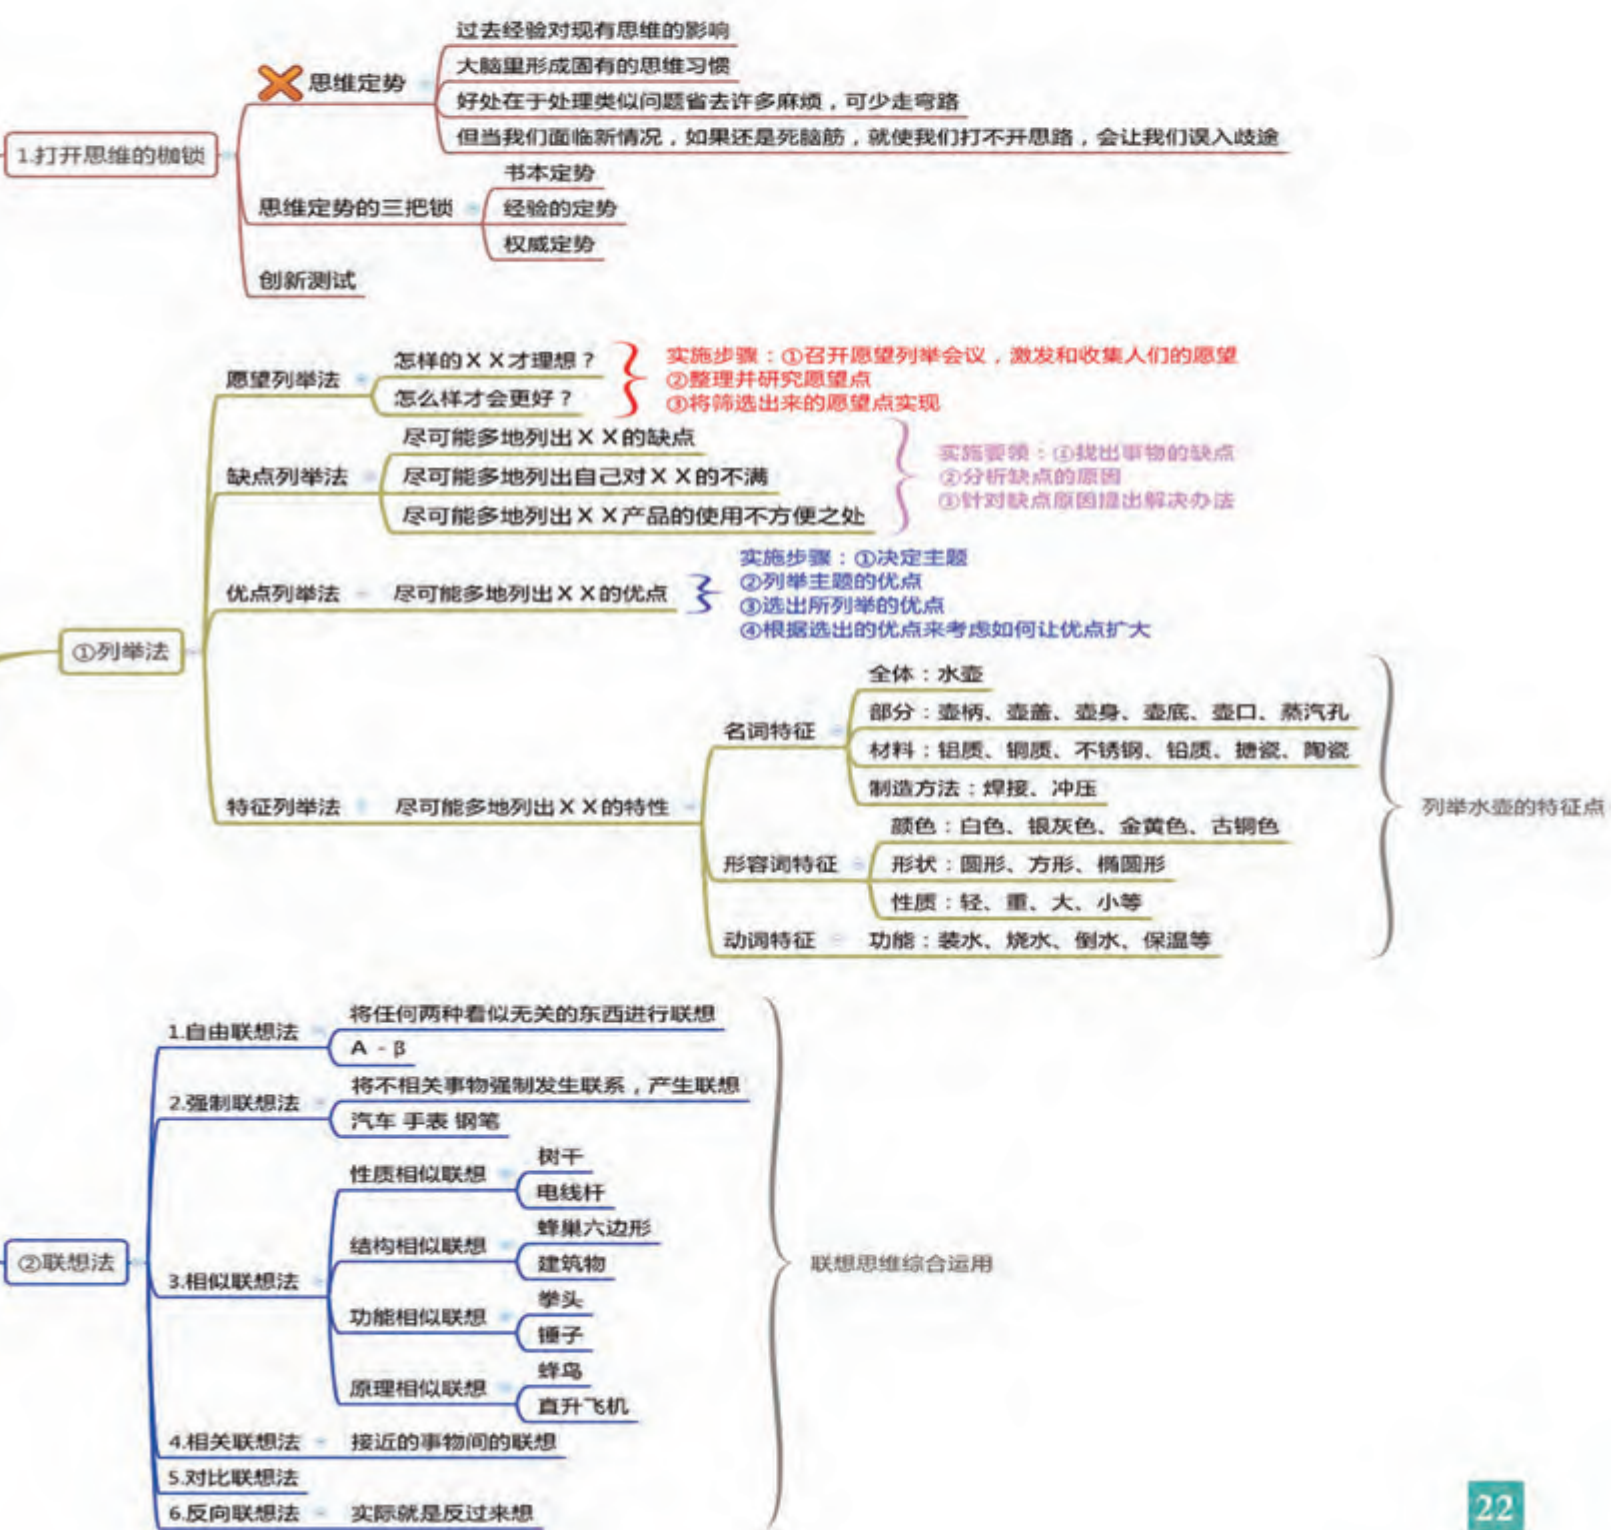 过去经验对现有思维的影响
大脑里形成固有的思维习惯
思维定势
好处在于处理类似问题省去许多麻烦，可少走弯路
但当我们面临新情况，如果还是死脑筋，就使我们打不开思路，会让我们误入歧途
1.打开思维的枷锁
书本定势
思维定势的三把锁
经验的定势
权威定势
创新测试
愿望列举法
怎样的××才理想？
怎么样才会更好？
实施步骤：①召开愿望列举会议，激发和收集人们的愿望
②整理并研究愿望点
③将筛选出来的愿望点实现
缺点列举法
尽可能多地列出××的缺点
尽可能多地列出自己对××的不满
尽可能多地列出××产品的使用不方便之处
实施要领：①找出事物的缺点
②分析缺点的原因
③针对缺点原因提出解决办法
优点列举法
尽可能多地列出××的优点
实施步骤：①决定主题
②列举主题的优点
③选出所列举的优点
④根据选出的优点来考虑如何让优点扩大
①列举法
特征列举法
尽可能多地列出××的特性
名词特征
全体：水壶
部分：壶柄、壶盖、壶身、壶底、壶口、蒸汽孔
材料：铝质、铜质、不锈钢、铅质、搪瓷、陶瓷
制造方法：焊接、冲压
形容词特征
颜色：白色、银灰色、金黄色、古铜色
形状：圆形、方形、椭圆形
性质：轻、重、大、小等
动词特征
功能：装水、烧水、倒水、保温等
列举水壶的特征点
1.自由联想法
将任何两种看似无关的东西进行联想
A - β
2.强制联想法
将不相关事物强制发生联系，产生联想
汽车 手表 钢笔
②联想法
3.相似联想法
性质相似联想
树干
电线杆
结构相似联想
蜂巢六边形
建筑物
功能相似联想
拳头
锤子
原理相似联想
蜂鸟
直升飞机
4.相关联想法
接近的事物间的联想
5.对比联想法
6.反向联想法
实际就是反过来想
联想思维综合运用
22